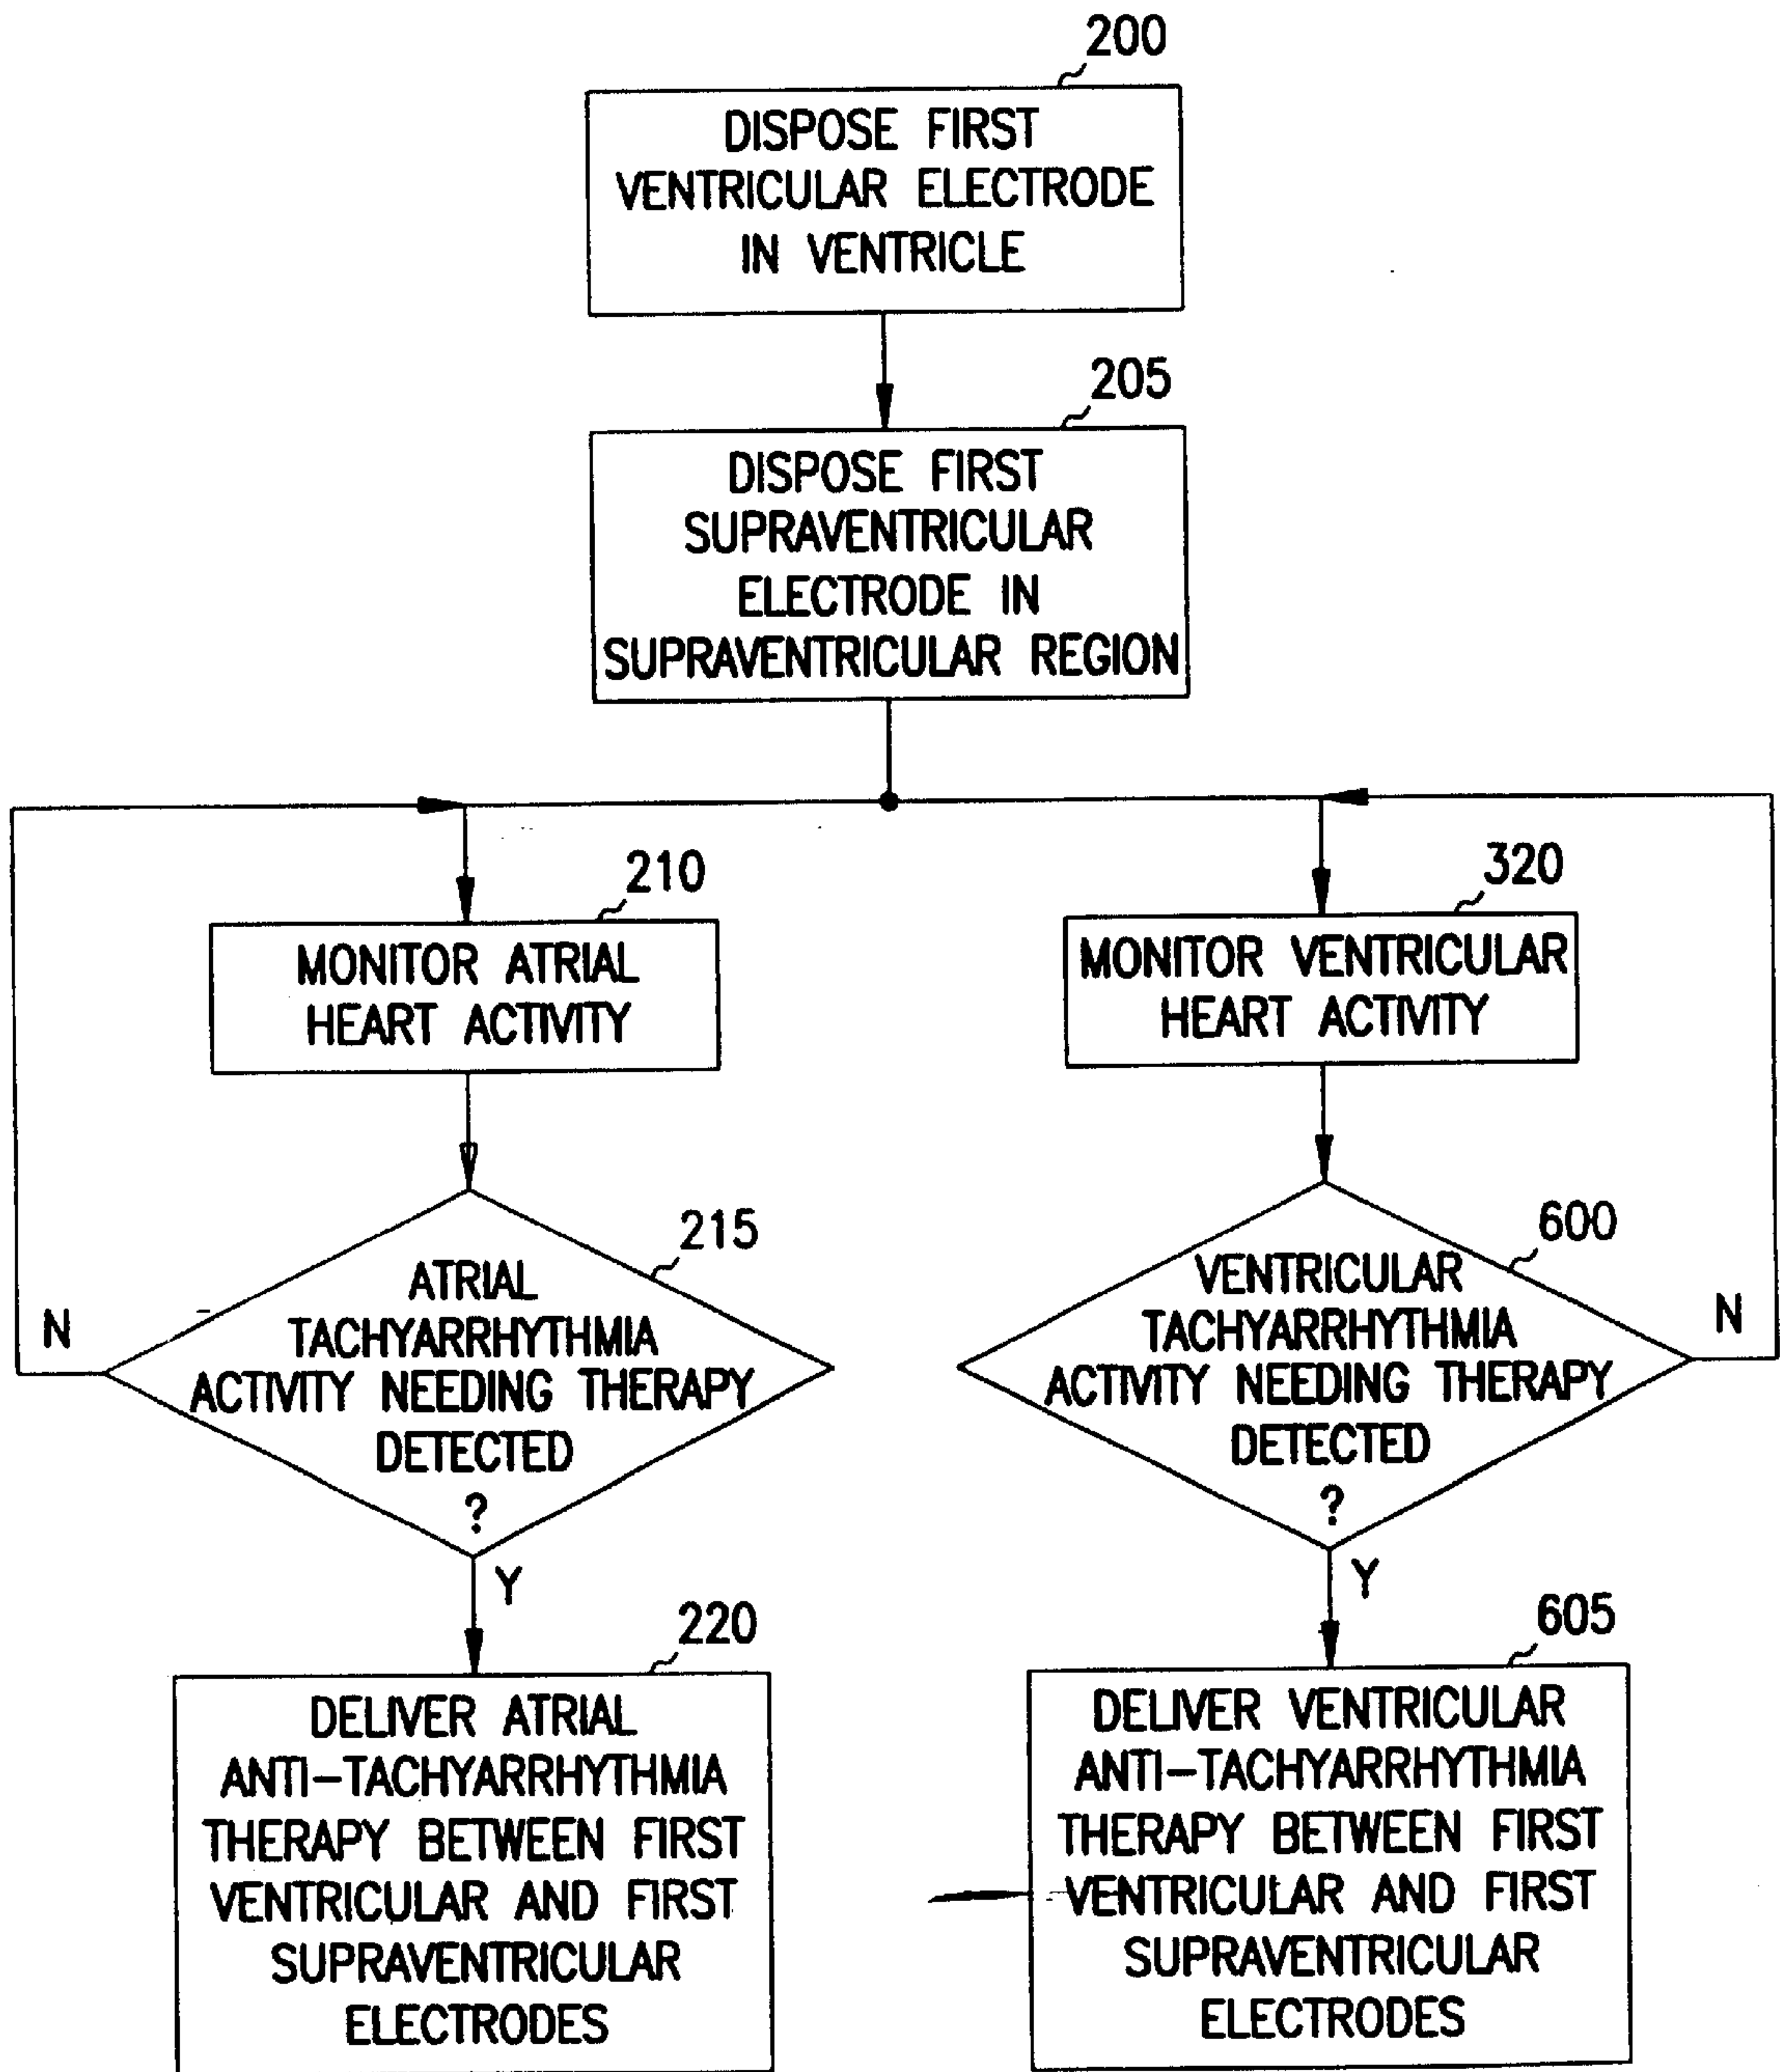 200
DISPOSE FIRST
VENTRICULAR ELECTRODE
IN VENTRICLE
205
DISPOSE FIRST
SUPRAVENTRICULAR
ELECTRODE IN
SUPRAVENTRICULAR REGION
210
MONITOR ATRIAL
HEART ACTIVITY
320
MONITOR VENTRICULAR
HEART ACTIVITY
215
ATRIAL
TACHYARRHYTHMIA
ACTIVITY NEEDING THERAPY
DETECTED
?
N
Y
600
VENTRICULAR
TACHYARRHYTHMIA
ACTIVITY NEEDING THERAPY
DETECTED
?
N
Y
220
DELIVER ATRIAL
ANTI-TACHYARRHYTHMIA
THERAPY BETWEEN FIRST
VENTRICULAR AND FIRST
SUPRAVENTRICULAR
ELECTRODES
605
DELIVER VENTRICULAR
ANTI-TACHYARRHYTHMIA
THERAPY BETWEEN FIRST
VENTRICULAR AND FIRST
SUPRAVENTRICULAR
ELECTRODES